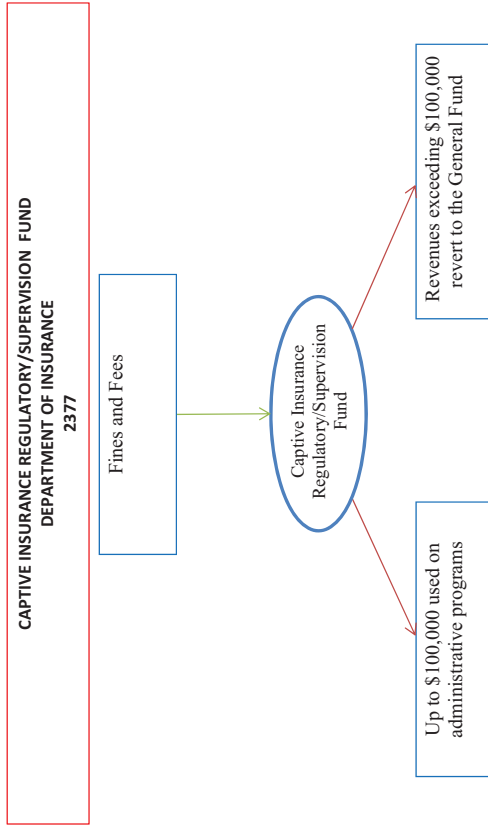 CAPTIVE INSURANCE REGULATORY/SUPERVISION FUND
DEPARTMENT OF INSURANCE
2377
Fines and Fees
Captive Insurance
Regulatory/Supervision
Fund
Up to $100,000 used on
administrative programs
Revenues exceeding $100,000
revert to the General Fund